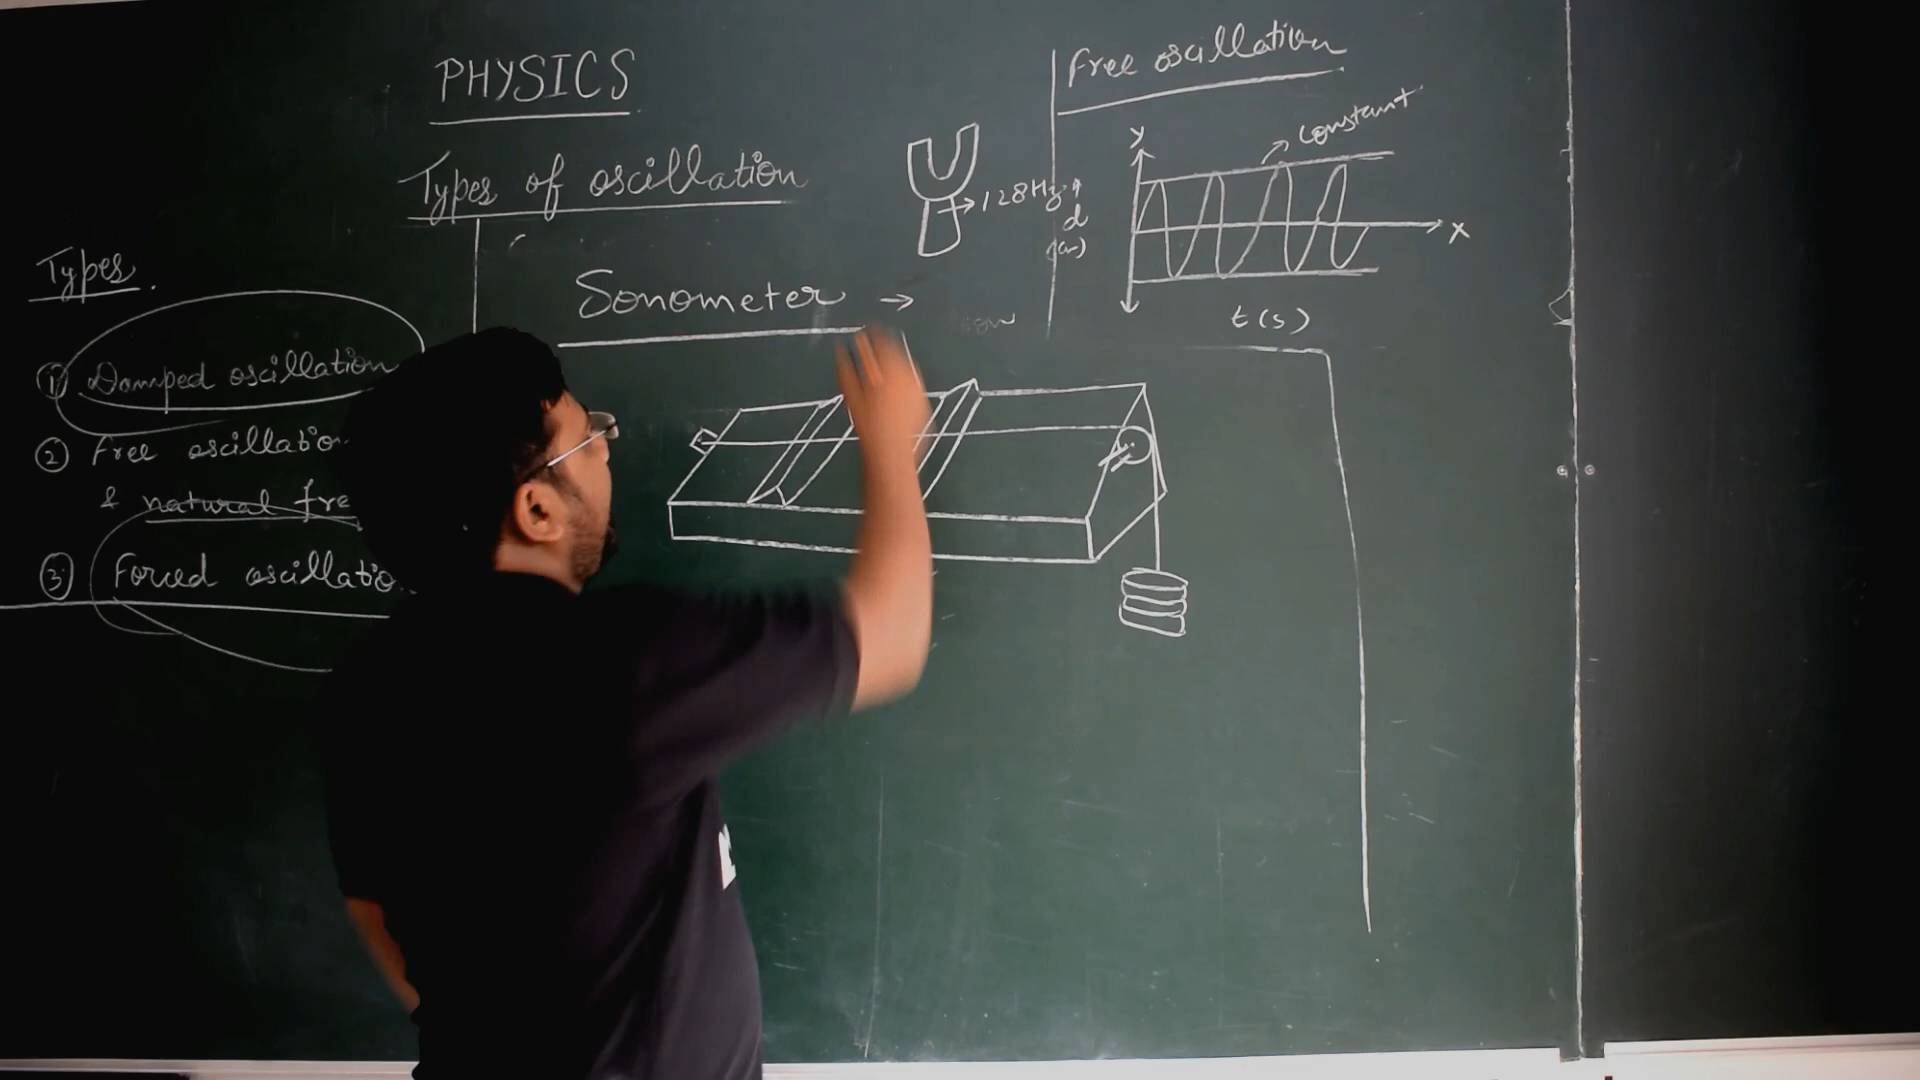 PHYSICS
Types of oscillation
Types.
① Damped oscillation
② Free oscillatio
& natural fre
③ Forced oscillatio
Sonometer →
→128Hz
Free oscillation
constant
Y
d
X
t(s)